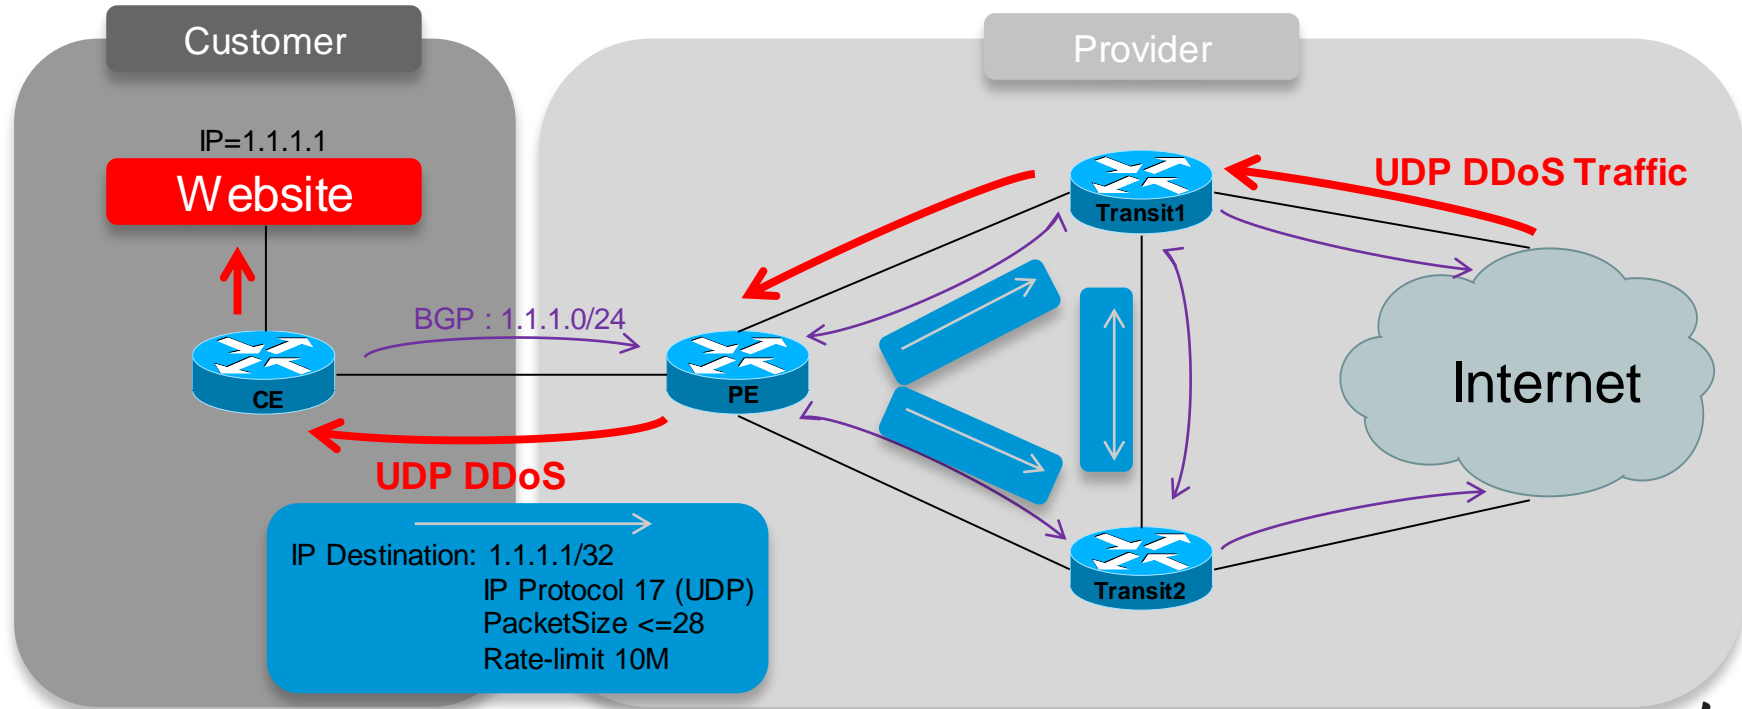 Customer
Provider
IP=1.1.1.1
Website
UDP DDoS Traffic
Transit1
BGP : 1.1.1.0/24
CE
PE
Internet
UDP DDoS
IP Destination: 1.1.1.1/32
IP Protocol 17 (UDP)
PacketSize <=28
Rate-limit 10M
Transit2